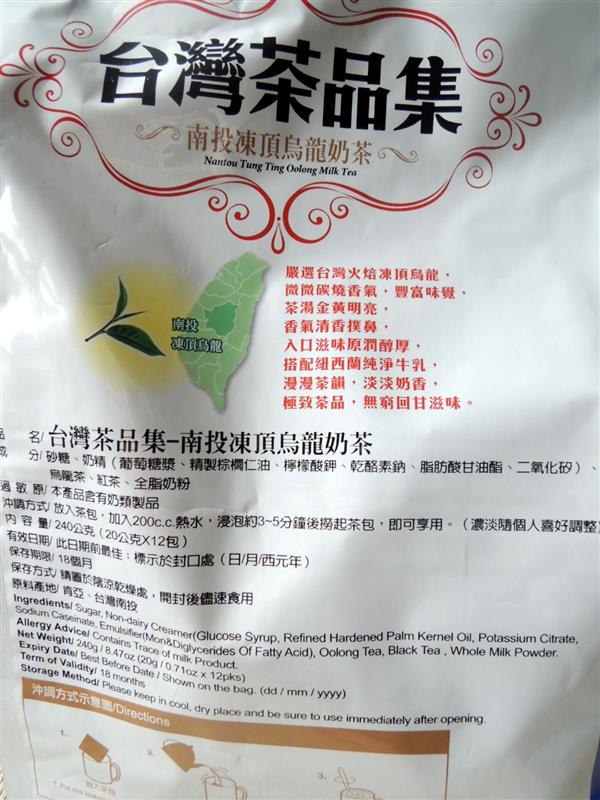 台灣茶品集
南投凍頂烏龍奶茶
Nantou Tung Ting Oolong Milk Tea
嚴選台灣火焙凍頂烏龍，
微微碳燒香氣，豐富味覺，
茶湯金黃明亮，
香氣清香撲鼻，
入口滋味原潤醇厚，
搭配紐西蘭純淨牛乳，
漫漫茶韻，淡淡奶香，
極致茶品，無窮回甘滋味。
南投
凍頂烏龍
品 名/ 台灣茶品集-南投凍頂烏龍奶茶
成 分/ 砂糖、奶精（葡萄糖漿、精製棕櫚仁油、檸檬酸鉀、乾酪素鈉、脂肪酸甘油酯、二氧化矽）、
烏龍茶、紅茶、全脂奶粉
過 敏 原/ 本產品含有奶類製品
沖調方式/ 放入茶包，加入200c.c.熱水，浸泡約3~5分鐘後撈起茶包，即可享用。（濃淡隨個人喜好調整
內 容 量/ 240公克（20公克X12包）
有效日期/ 此日期前最佳：標示於封口處（日/月/西元年）
保存期限/ 18個月
保存方式/ 請置於陰涼乾燥處，開封後儘速食用
原料產地/ 肯亞、台灣南投
Ingredients/ Sugar, Non-dairy Creamer(Glucose Syrup, Refined Hardened Palm Kernel Oil, Potassium Citrate,
Sodium Caseinate, Emulsifier(Mon&Diglycerides Of Fatty Acid), Oolong Tea, Black Tea , Whole Milk Powder.
Allergy Advice/ Contains Trace of milk Product.
Net Weight/ 240g / 8.47oz (20g / 0.71oz x 12pks)
Expiry Date/ Best Before Date / Shown on the bag. (dd / mm / yyyy)
Term of Validity/ 18 months
Storage Method/ Please keep in cool, dry place and be sure to use immediately after opening.
沖調方式示意圖/Directions
1.
2.
3.
放入茶包
1. Put one